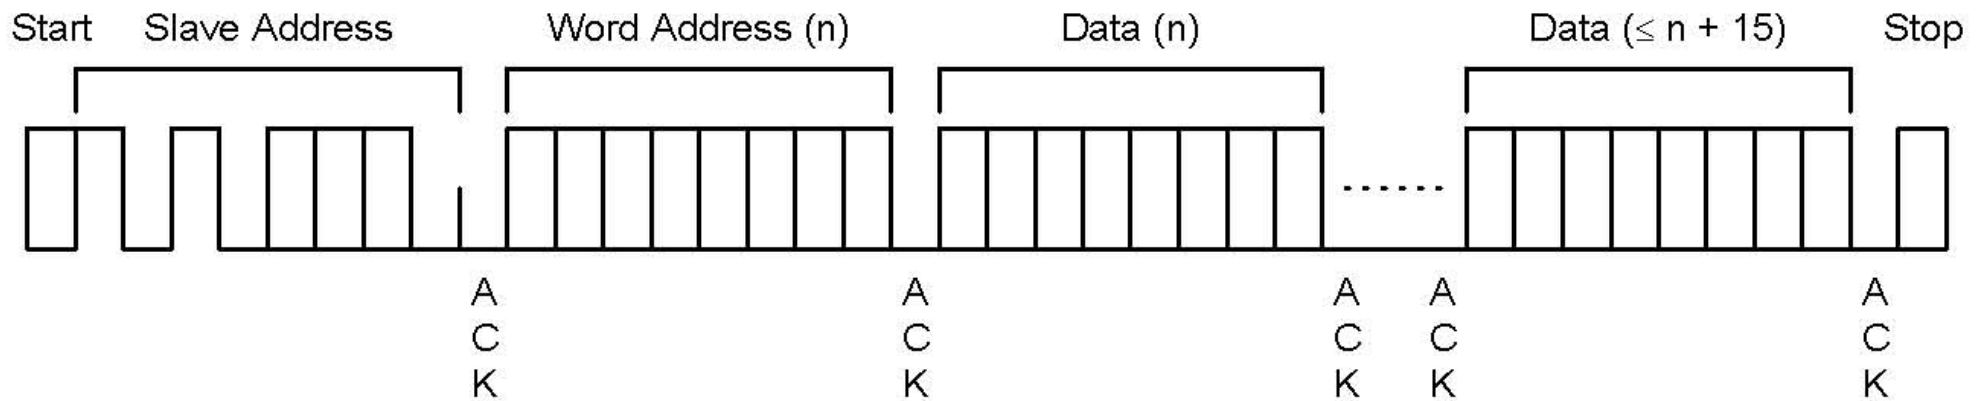 Start Slave Address Word Address (n) Data (n) Data (≤ n + 15) Stop
A A A A A
C C C C C
K K K K K